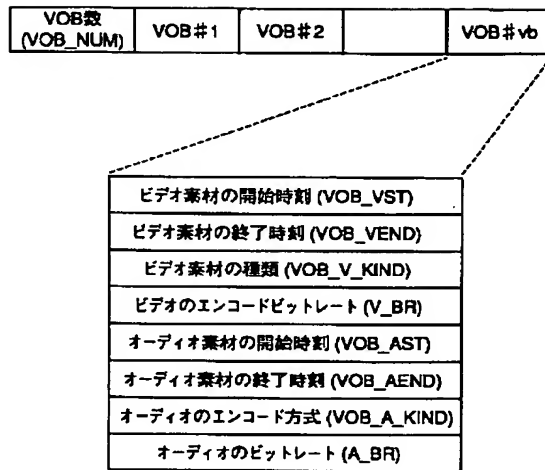 VOB数
(VOB_NUM)
VOB#1
VOB#2
VOB#vb
ビデオ素材の開始時刻 (VOB_VST)
ビデオ素材の終了時刻 (VOB_VEND)
ビデオ素材の種類 (VOB_V_KIND)
ビデオのエンコードビットレート (V_BR)
オーディオ素材の開始時刻 (VOB_AST)
オーディオ素材の終了時刻 (VOB_AEND)
オーディオのエンコード方式 (VOB_A_KIND)
オーディオのビットレート (A_BR)